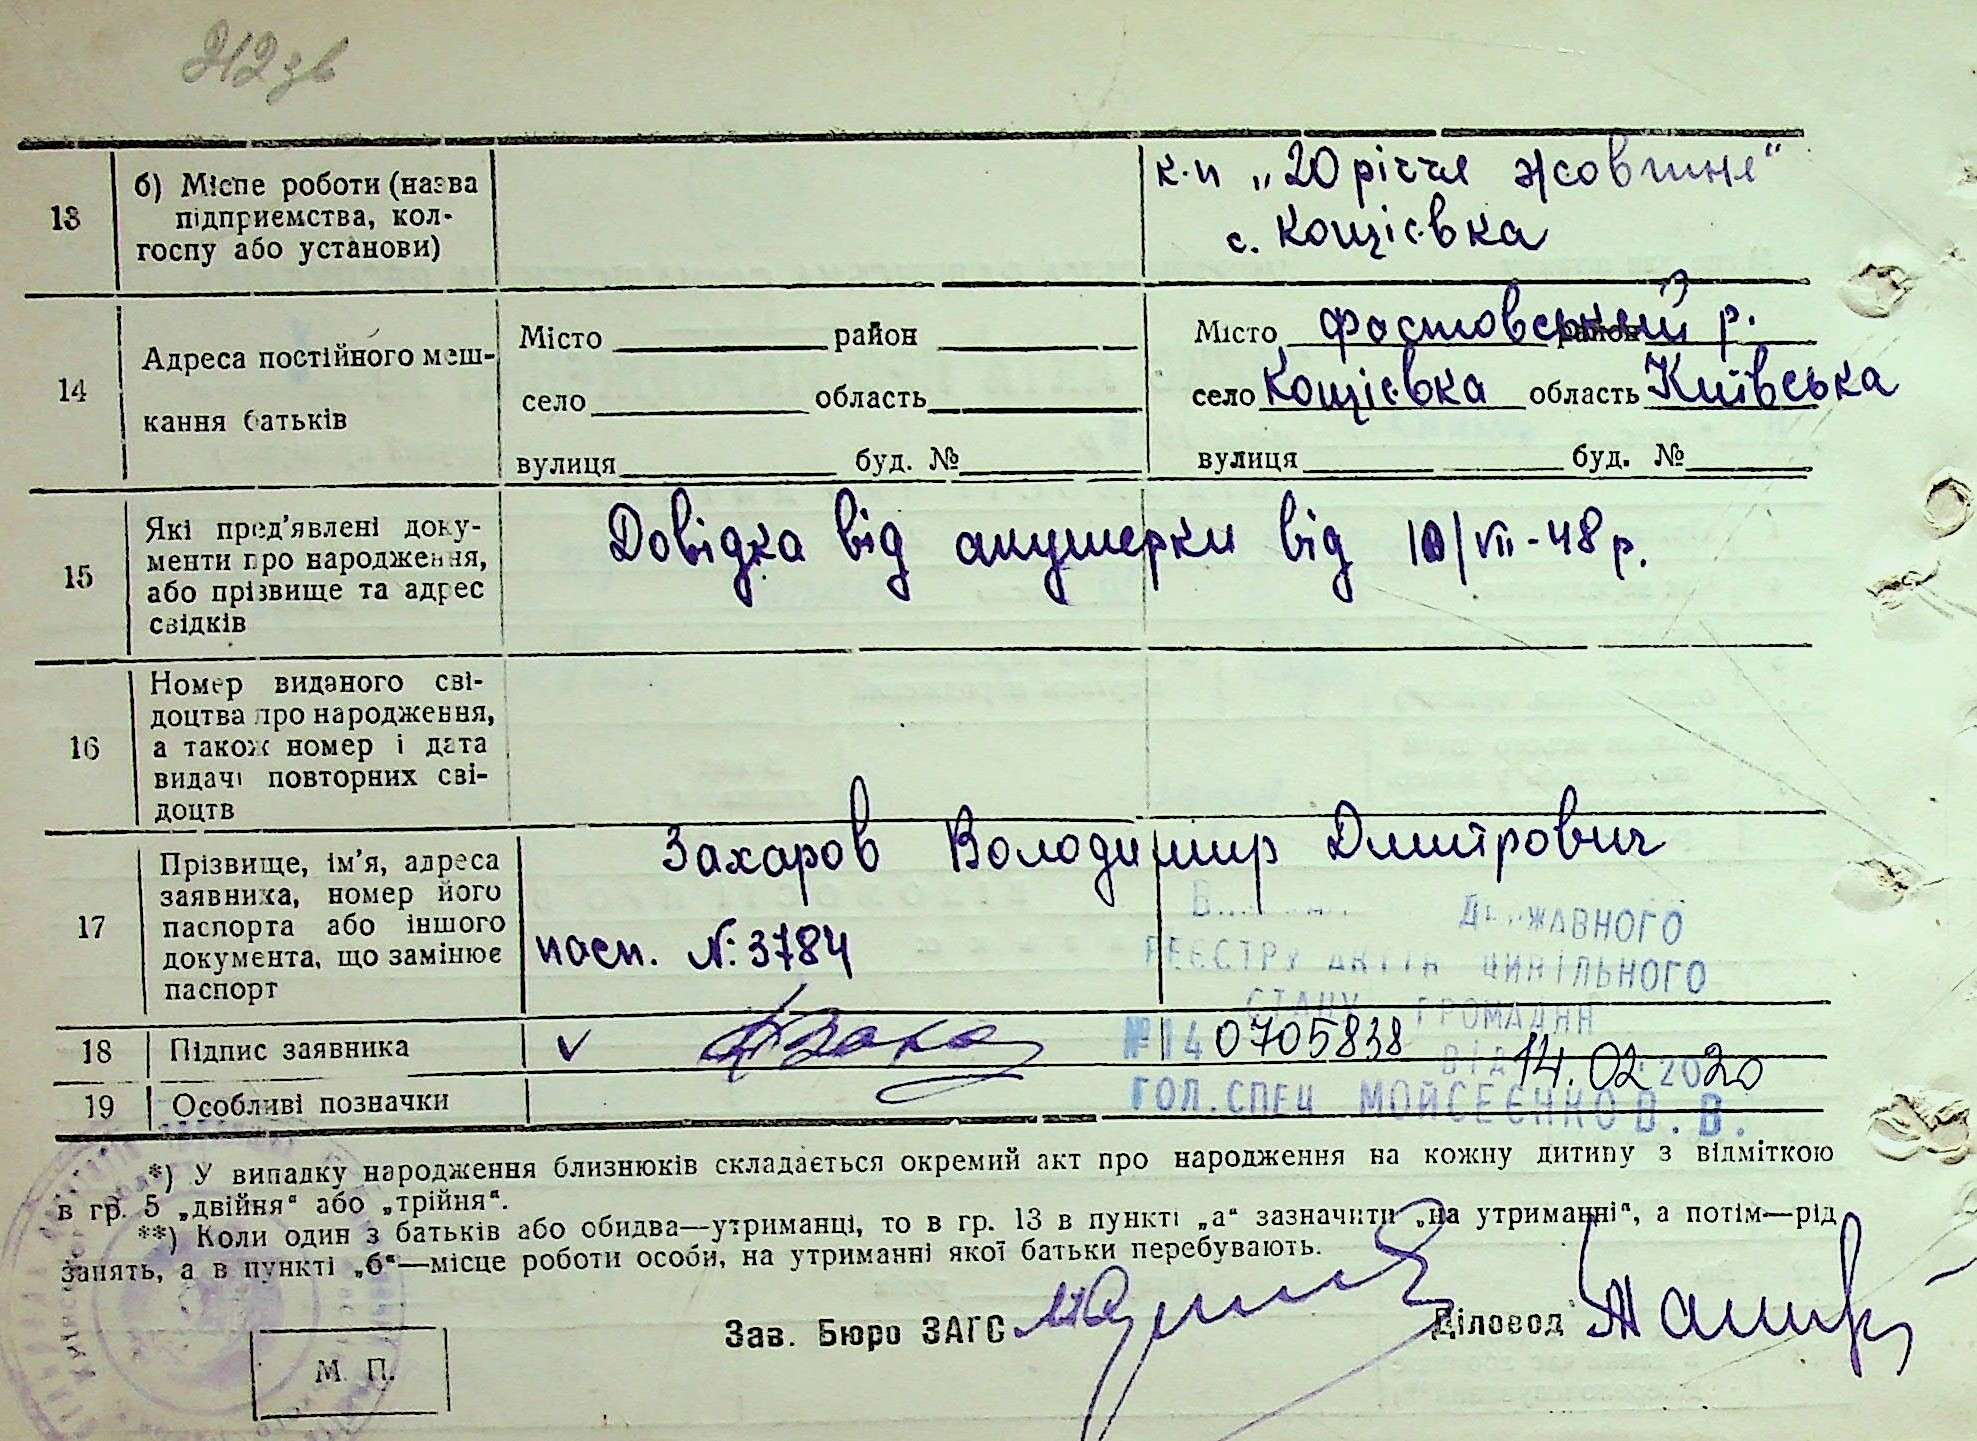 212 зв
13 б) Місце роботи (назва підприємства, колгоспу або установи)
к-п „20 річчя Жовтня“
с. Кощієвка
14 Адреса постійного мешкання батьків
Місто район
село область
вулиця буд. №
Місто Фастовський район р.
село Кощієвка область Київська
вулиця буд. №
15 Які пред'явлені документи про народження, або прізвище та адрес свідків
Довідка від акушерки від 10/VII-48 р.
16 Номер виданого свідоцтва про народження, а також номер і дата видачі повторних свідоцтв
17 Прізвище, ім'я, адреса заявника, номер його паспорта або іншого документа, що замінює паспорт
Захаров Володимир Дмитрович
пасп. №: 3784
ДЕРЖАВНОГО
РЕЄСТРУ АКТІВ ЦИВІЛЬНОГО
СТАНУ ГРОМАДЯН
18 Підпис заявника
V
№140705838
ВІД 14.02.2020
19 Особливі позначки
ГОЛ.СПЕЦ МОЙСЕЄНКО В.В.
*) У випадку народження близнюків складається окремий акт про народження на кожну дитину з відміткою
в гр. 5 „двійня“ або „трійня“.
**) Коли один з батьків або обидва—утриманці, то в гр. 13 в пункті „а“ зазначити „на утриманні“, а потім—рід
занять, а в пункті „б“—місце роботи особи, на утриманні якої батьки перебувають.
Зав. Бюро ЗАГС
Діловод
М. П.